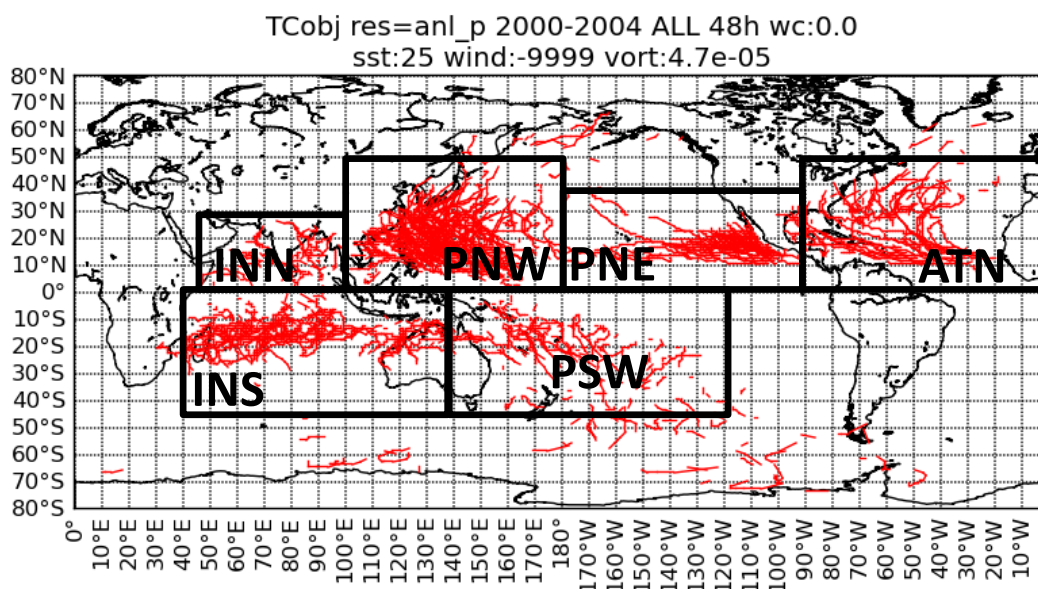 TCobj res=anl_p 2000-2004 ALL 48h wc:0.0
sst:25 wind:-9999 vort:4.7e-05
80°N
70°N
60°N
50°N
40°N
30°N
20°N
10°N
0°
10°S
20°S
30°S
40°S
50°S
60°S
70°S
80°S
INN
PNW
PNE
ATN
INS
PSW
0°
10°E
20°E
30°E
40°E
50°E
60°E
70°E
80°E
90°E
100°E
110°E
120°E
130°E
140°E
150°E
160°E
170°E
180°
170°W
160°W
150°W
140°W
130°W
120°W
110°W
100°W
90°W
80°W
70°W
60°W
50°W
40°W
30°W
20°W
10°W